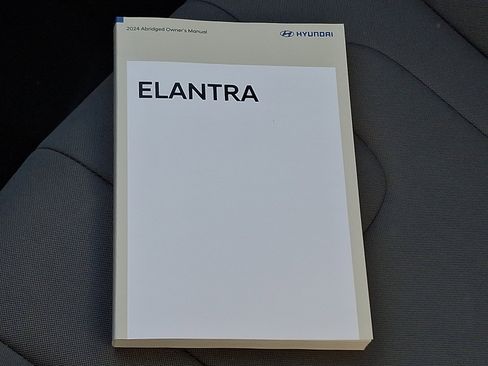 2024 Abridged Owner's Manual
HYUNDAI
ELANTRA